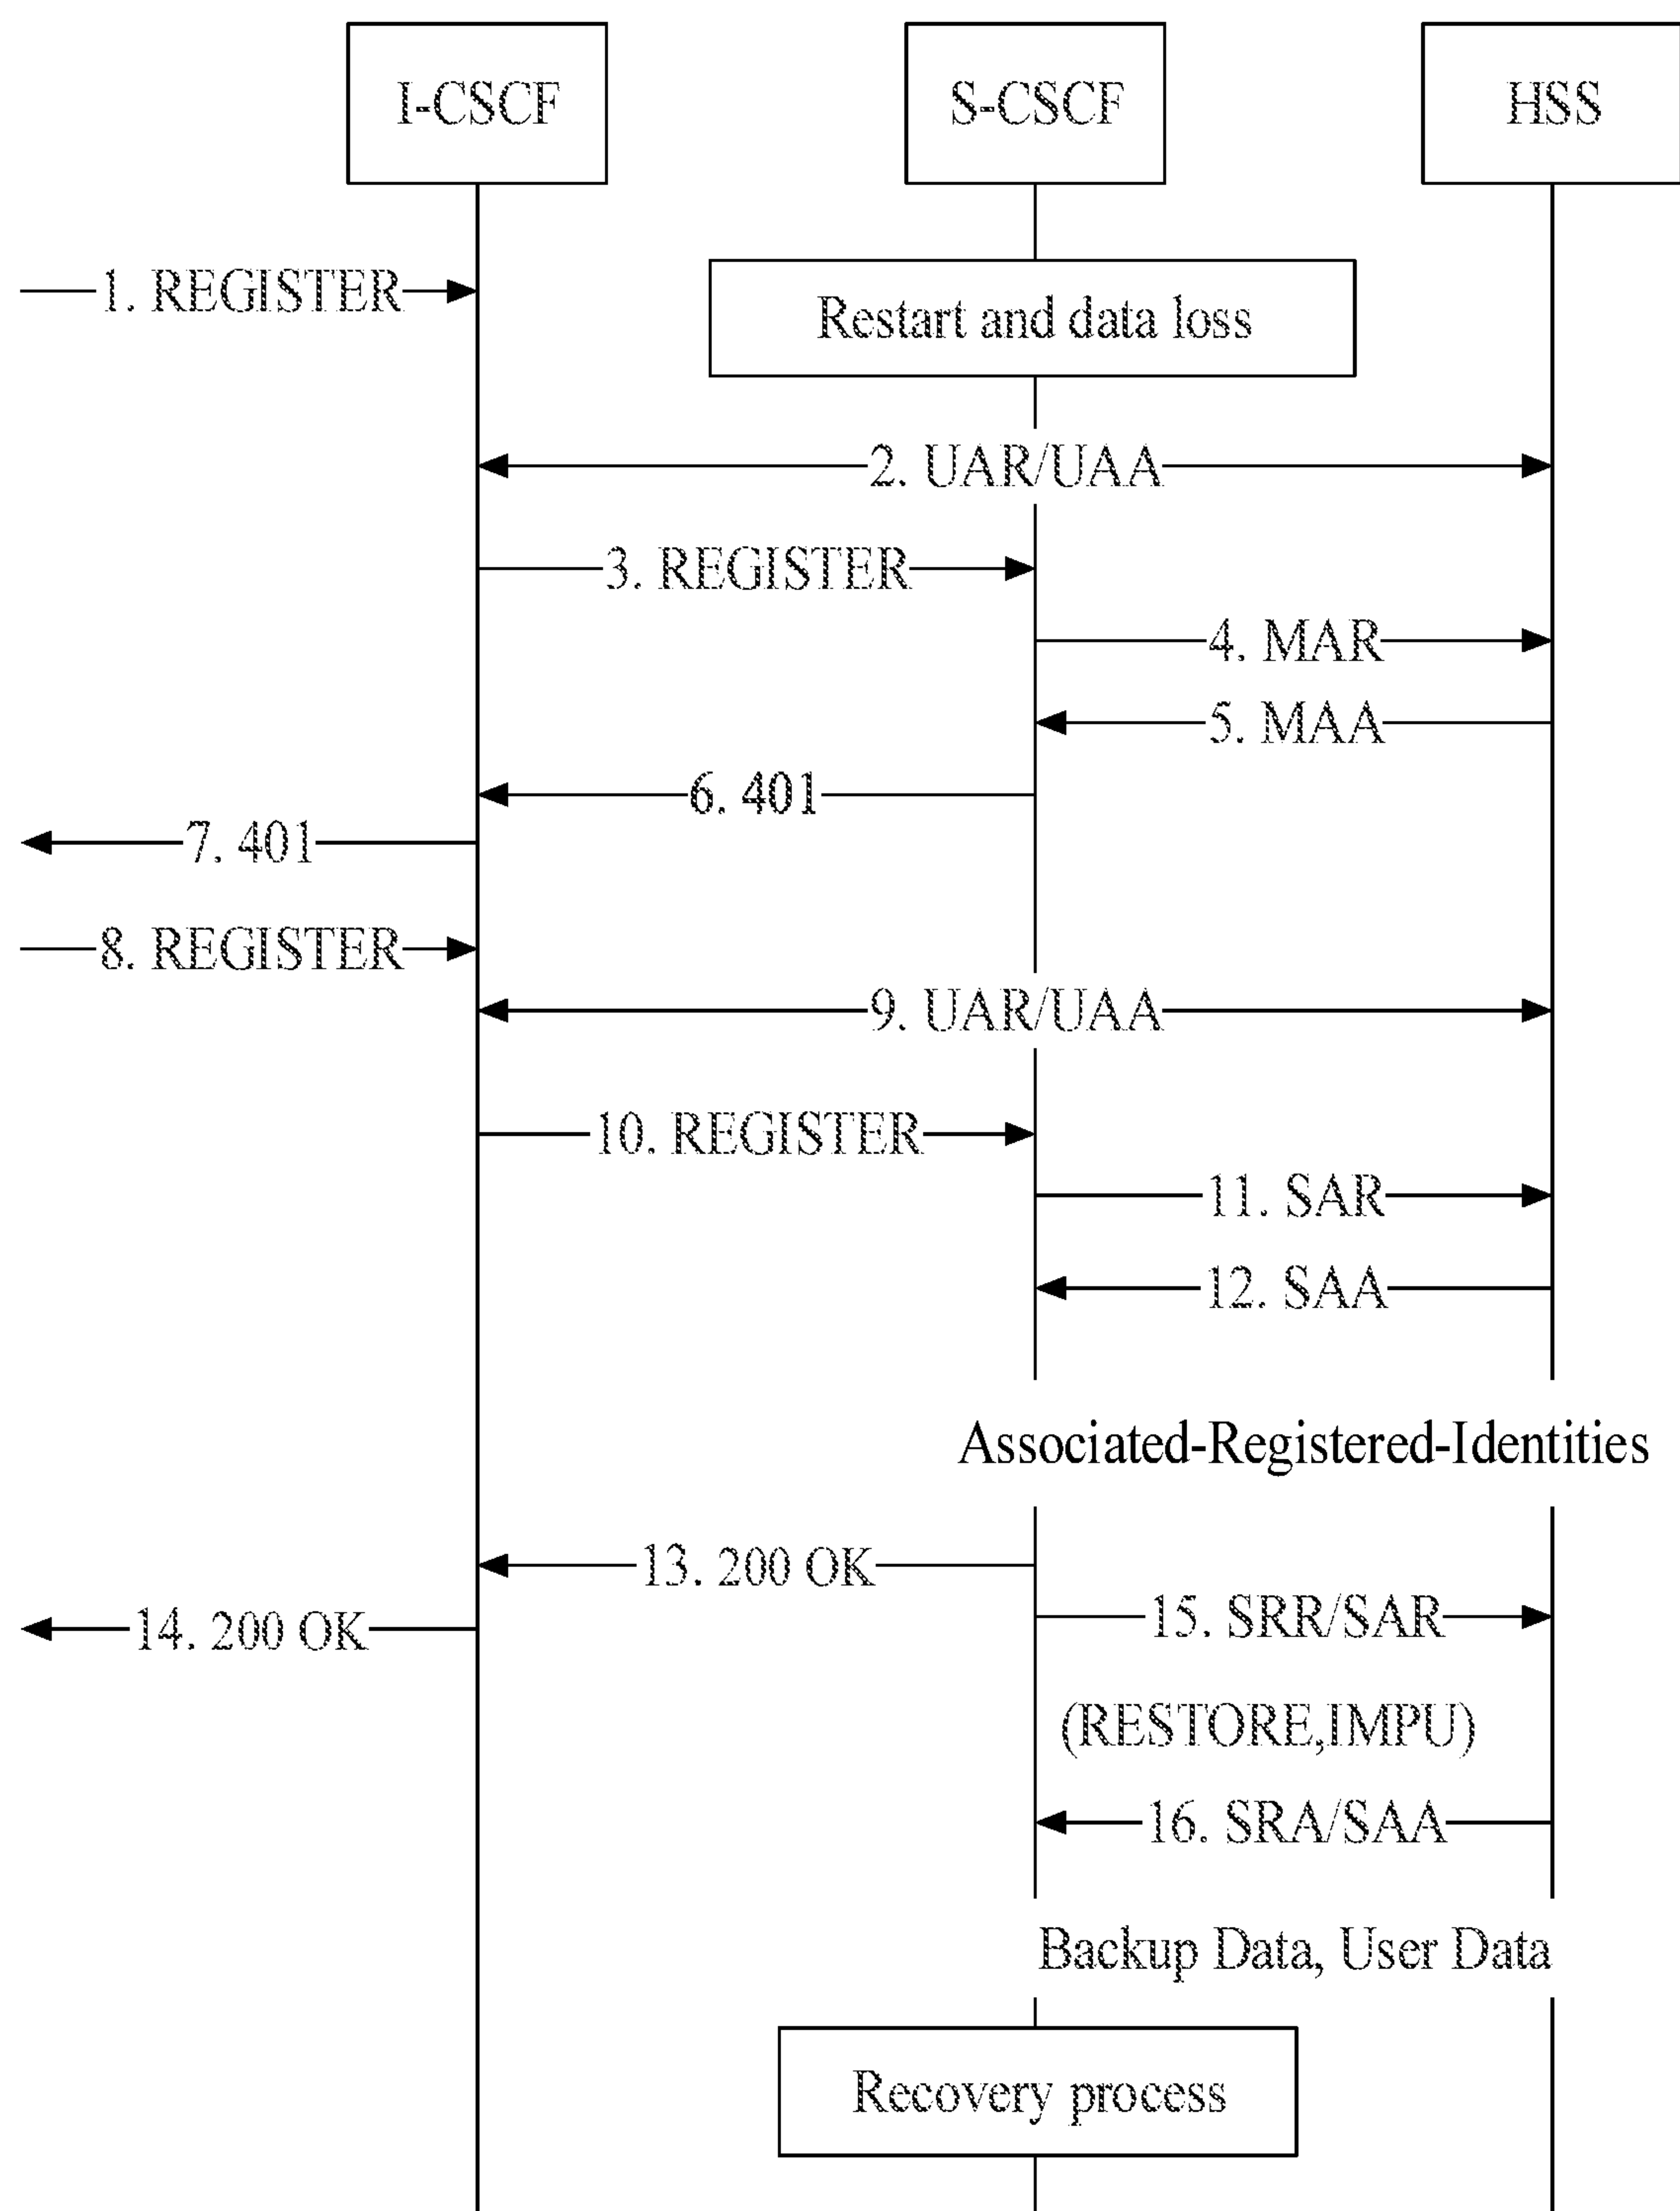 I-CSCF
S-CSCF
HSS
1. REGISTER
Restart and data loss
2. UAR/UAA
3. REGISTER
4. MAR
5. MAA
6. 401
7. 401
8. REGISTER
9. UAR/UAA
10. REGISTER
11. SAR
12. SAA
Associated-Registered-Identities
13. 200 OK
14. 200 OK
15. SRR/SAR
(RESTORE,IMPU)
16. SRA/SAA
Backup Data, User Data
Recovery process